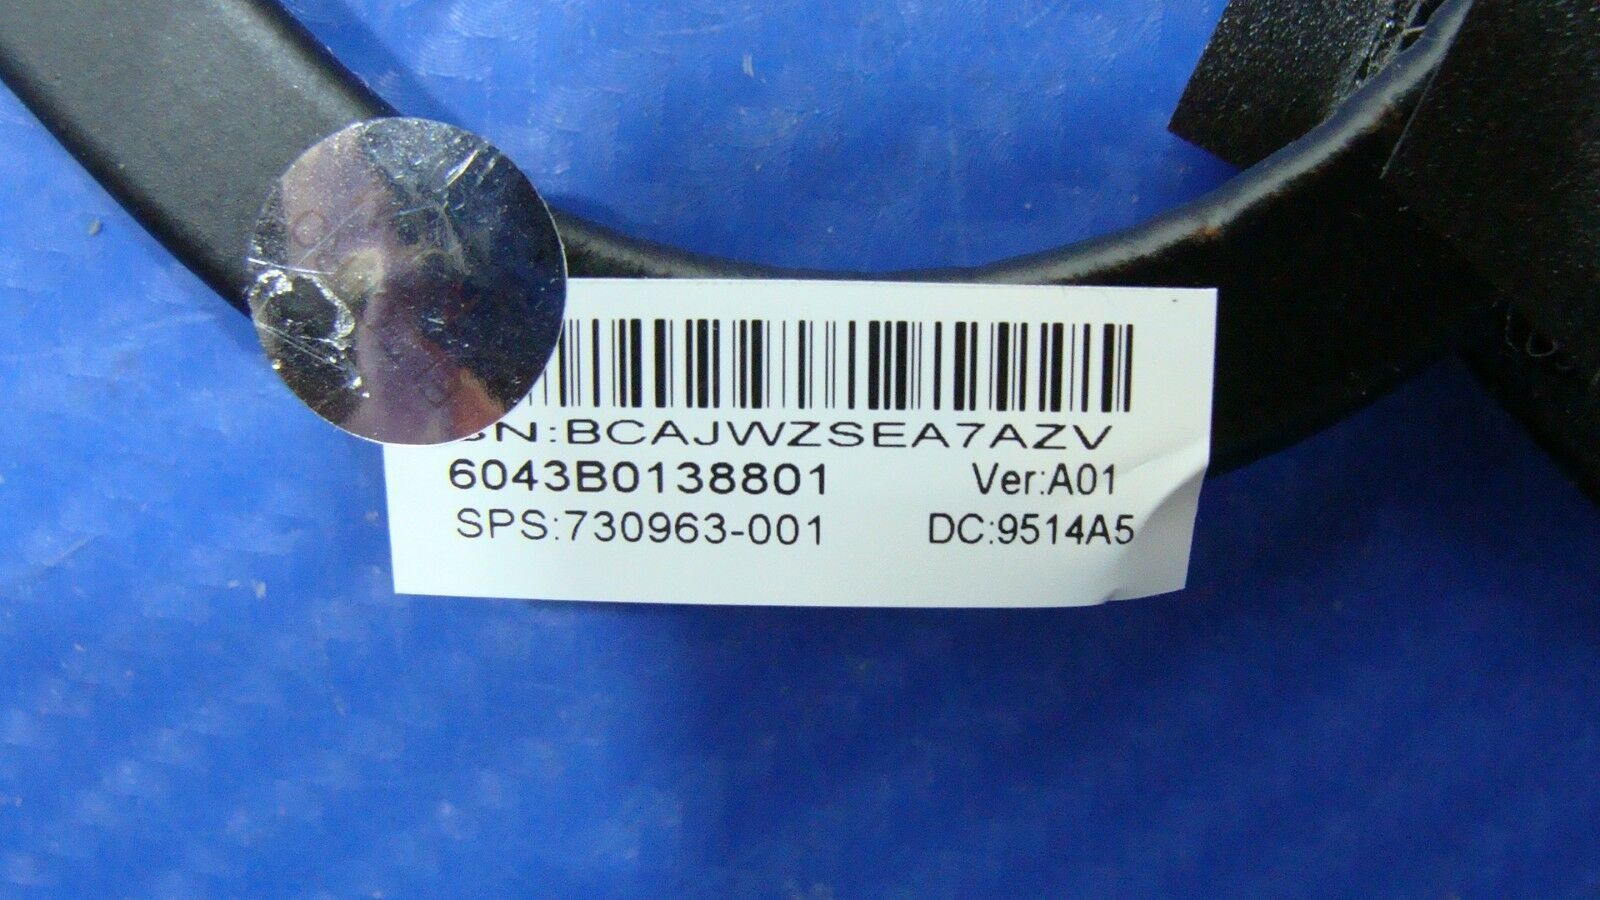 SN:BCAJWZSEA7AZV
6043B0138801 Ver:A01
SPS:730963-001 DC:9514A5